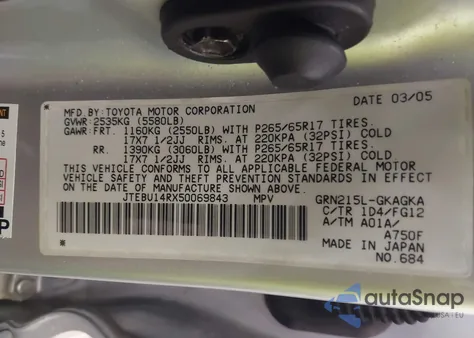 MFD.BY:TOYOTA MOTOR CORPORATION DATE 03/05
GVWR:2535KG (5580LB)
GAWR:FRT. 1160KG (2550LB) WITH P265/65R17 TIRES.
17X7 1/2JJ RIMS. AT 220KPA (32PSI) COLD
RR. 1390KG (3060LB) WITH P265/65R17 TIRES.
17X7 1/2JJ RIMS. AT 220KPA (32PSI) COLD
THIS VEHICLE CONFORMS TO ALL APPLICABLE FEDERAL MOTOR
VEHICLE SAFETY AND THEFT PREVENTION STANDARDS IN EFFECT
ON THE DATE OF MANUFACTURE SHOWN ABOVE.
JTEBU14RX50069843 MPV GRN215L-GKAGKA
C/TR 1D4/FG12
A/TM A01A/
A750F
MADE IN JAPAN
NO.684
autoSnap
USA | EU